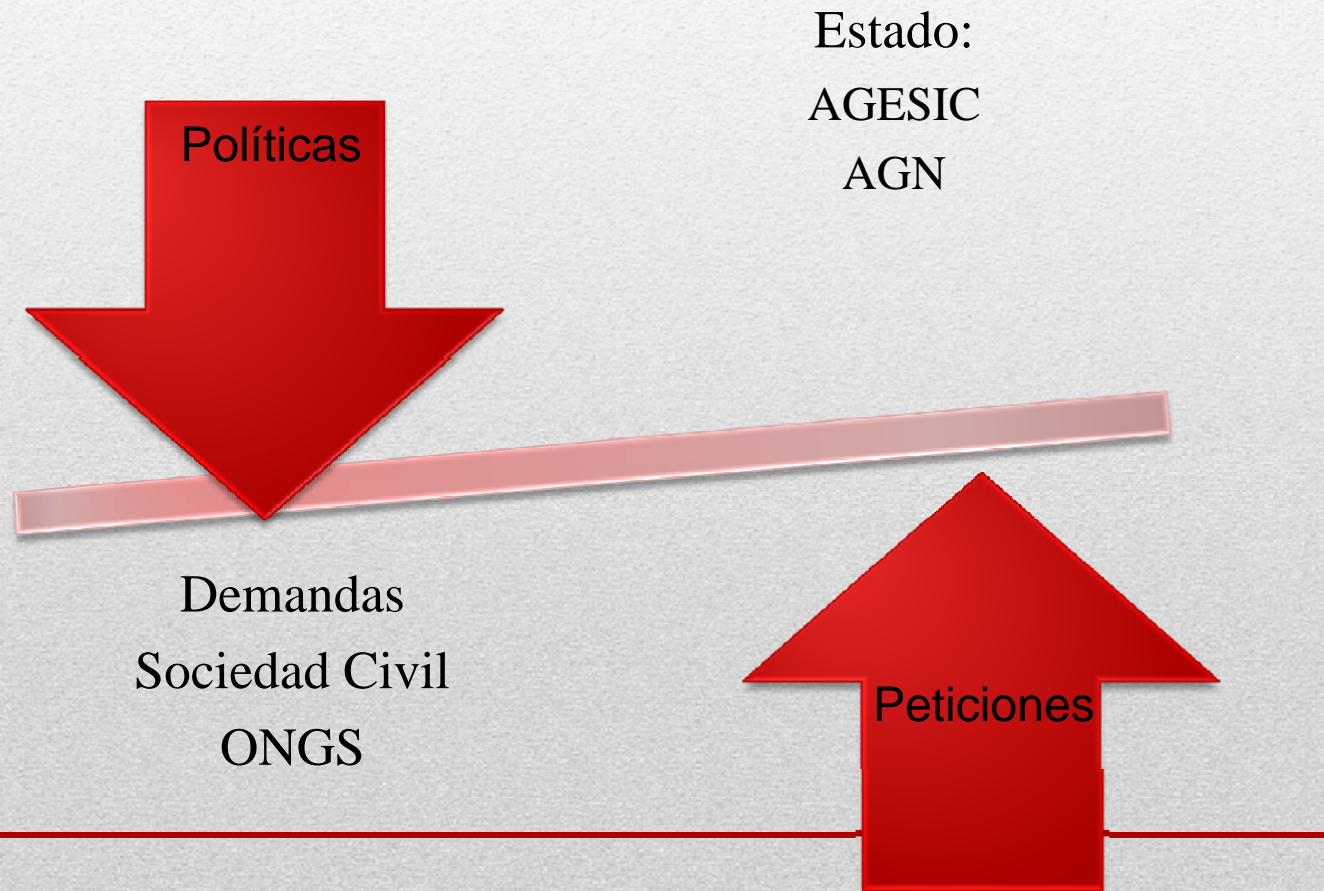 Estado:
AGESIC
AGN
Políticas
Demandas
Sociedad Civil
ONGS
Peticiones